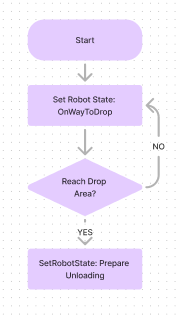 Start
Set Robot State:
OnWayToDrop
NO
Reach Drop
Area?
YES
SetRobotState: Prepare
Unloading